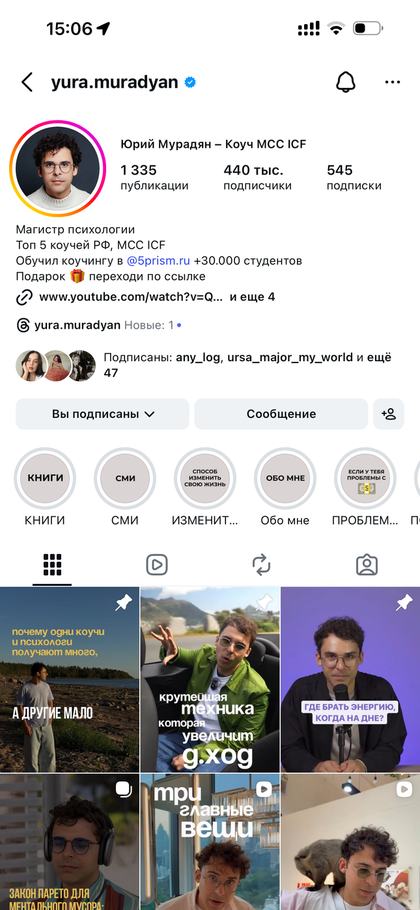 15:06
yura.muradyan
Юрий Мурадян – Коуч MCC ICF
1 335 440 тыс. 545
публикации подписчики подписки
Магистр психологии
Топ 5 коучей РФ, MCC ICF
Обучил коучингу в @5prism.ru +30.000 студентов
Подарок 🎁 переходи по ссылке
www.youtube.com/watch?v=Q... и еще 4
yura.muradyan Новые: 1
Подписаны: any_log, ursa_major_my_world и ещё
47
Вы подписаны Сообщение
КНИГИ
СМИ
СПОСОБ
ИЗМЕНИТЬ
СВОЮ ЖИЗНЬ
ОБО МНЕ
ЕСЛИ У ТЕБЯ
ПРОБЛЕМЫ С
КНИГИ СМИ ИЗМЕНИТ... Обо мне ПРОБЛЕМ...
почему одни коучи
и психологи
получают много,
А ДРУГИЕ МАЛО
крутейшая
техника
которая
увеличит
д.ход
ГДЕ БРАТЬ ЭНЕРГИЮ,
КОГДА НА ДНЕ?
ЗАКОН ПАРЕТО ДЛЯ
МЕНТАЛЬНОГО МУСОРА:
три
главные
вещи